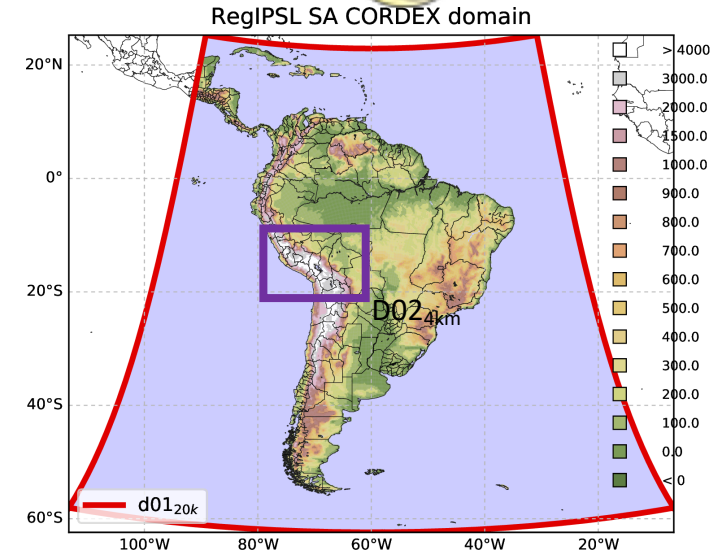 RegIPSL SA CORDEX domain
20°N
0°
20°S
40°S
60°S
100°W
80°W
60°W
40°W
20°W
> 4000
3000.0
2000.0
1500.0
1000.0
900.0
800.0
700.0
600.0
500.0
400.0
300.0
200.0
100.0
0.0
< 0
D02₄ₖₘ
d01₂₀ₖ